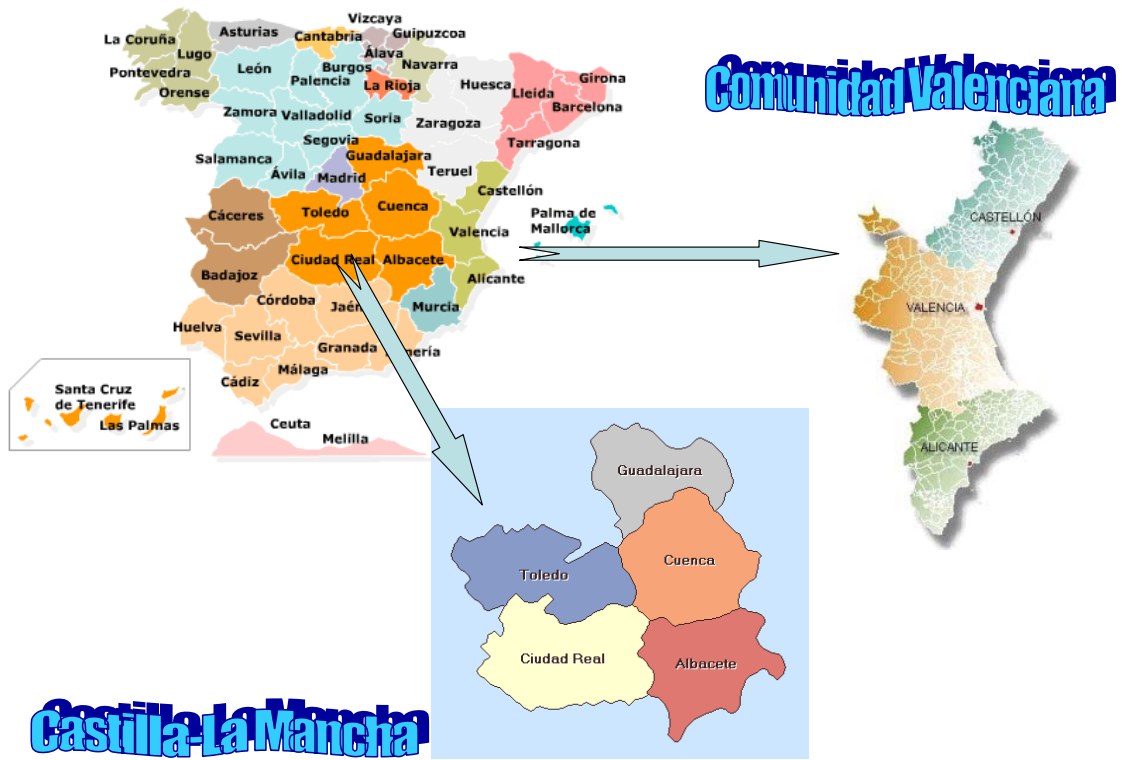 Vizcaya
La Coruña
Asturias
Cantabria
Guipuzcoa
Lugo
Álava
Navarra
Pontevedra
León
Burgos
Palencia
La Rioja
Huesca
Girona
Orense
Lleida
Barcelona
Zamora
Valladolid
Soria
Zaragoza
Segovia
Tarragona
Salamanca
Guadalajara
Ávila
Madrid
Teruel
Castellón
Cáceres
Toledo
Cuenca
Palma de
Mallorca
Valencia
Badajoz
Ciudad Real
Albacete
Alicante
Córdoba
Jaén
Murcia
Huelva
Sevilla
Granada
Málaga
Cádiz
Santa Cruz
de Tenerife
Las Palmas
Ceuta
Melilla
Comunidad Valenciana
CASTELLÓN
VALENCIA
ALICANTE
Guadalajara
Cuenca
Toledo
Ciudad Real
Albacete
Castilla-La Mancha